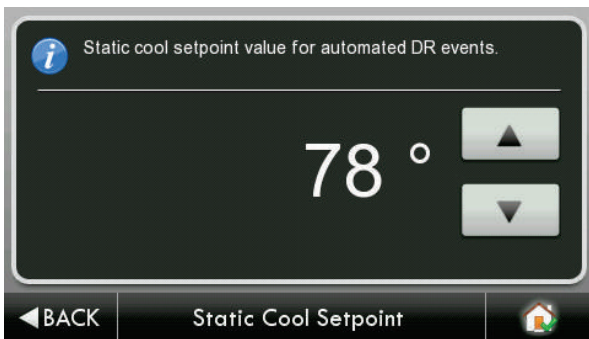 Static cool setpoint value for automated DR events.
78 °
BACK
Static Cool Setpoint